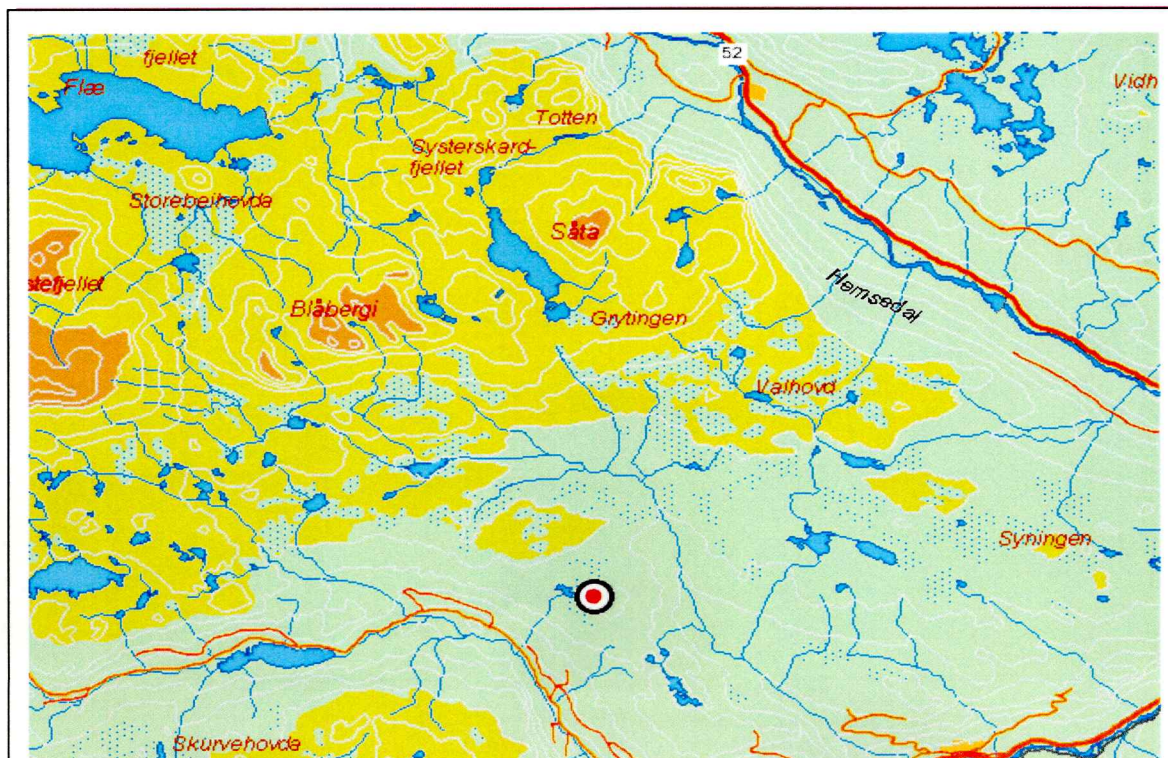 52
fjellet
Flæ
Vidh
Totten
Systerskard-
fjellet
Storebeihovda
Såta
stefjellet
Hemsedal
Blåbergi
Grytingen
Valhovd
Syningen
Skurvehovda